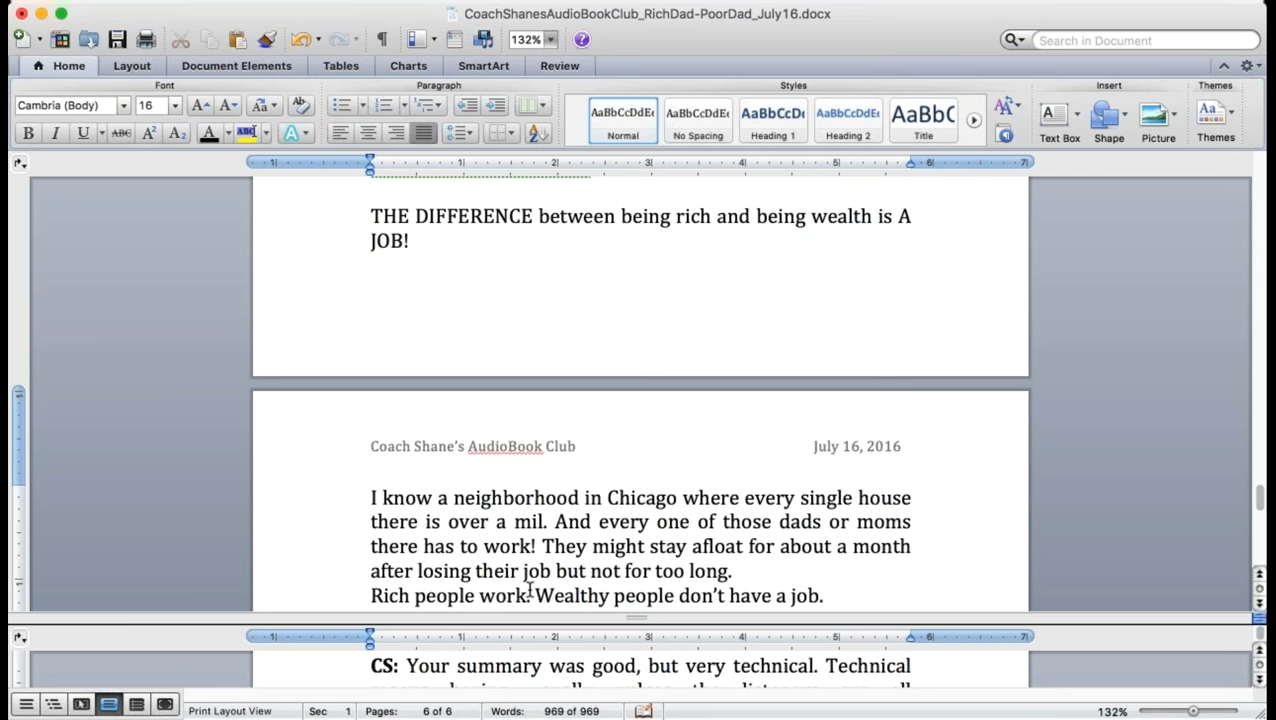 CoachShanesAudioBookClub_RichDad-PoorDad_July16.docx
132%
Search in Document
Home Layout Document Elements Tables Charts SmartArt Review
Font Paragraph Styles Insert Themes
Cambria (Body) 16
AaBbCcDdEe AaBbCcDdEe AaBbCcDc AaBbCcDdEe AaBbC
Normal No Spacing Heading 1 Heading 2 Title
Text Box Shape Picture Themes
THE DIFFERENCE between being rich and being wealth is A
JOB!
Coach Shane's AudioBook Club July 16, 2016
I know a neighborhood in Chicago where every single house
there is over a mil. And every one of those dads or moms
there has to work! They might stay afloat for about a month
after losing their job but not for too long.
Rich people work. Wealthy people don't have a job.
CS: Your summary was good, but very technical. Technical
Print Layout View Sec 1 Pages: 6 of 6 Words: 969 of 969 132%